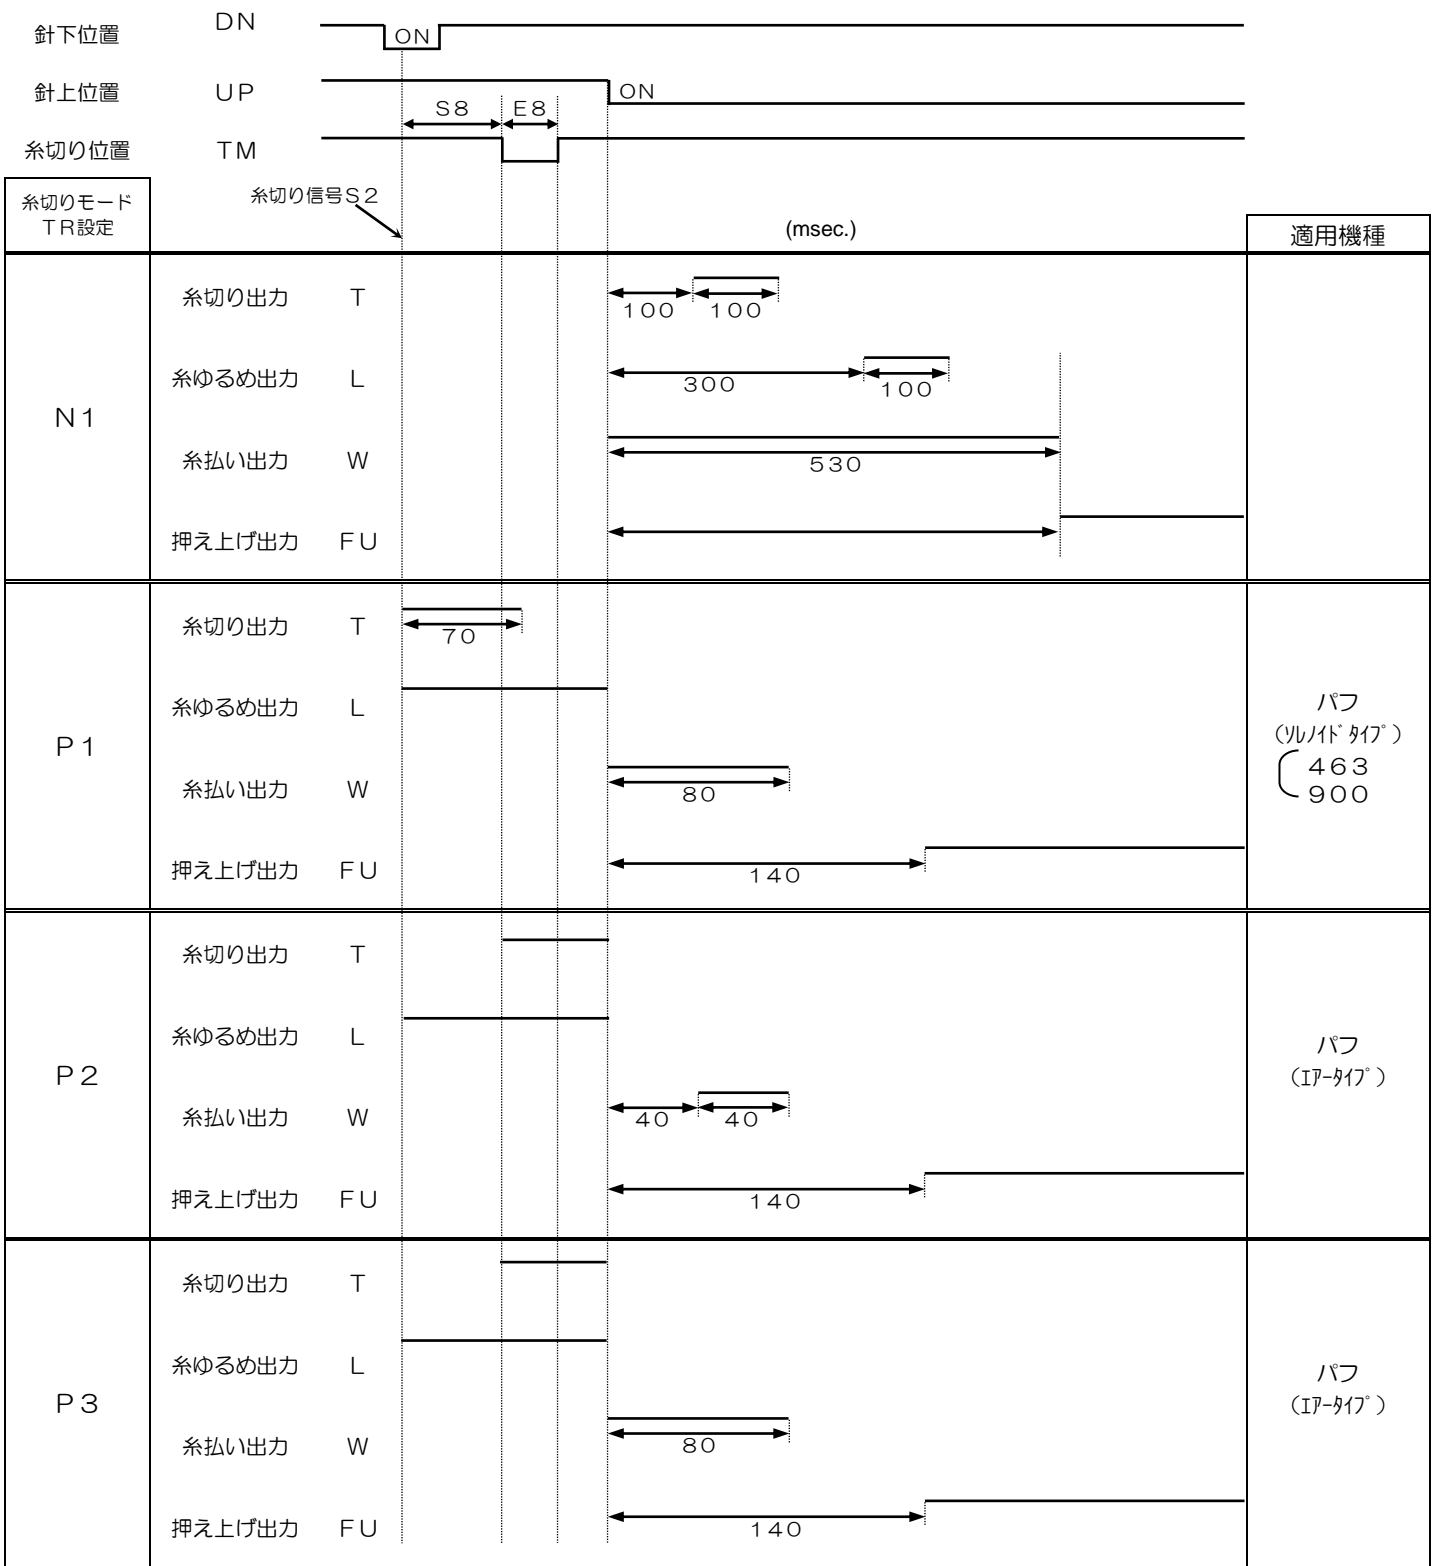 針下位置 ＤＮ ＯＮ
針上位置 ＵＰ ＯＮ
Ｓ８ Ｅ８
糸切り位置 ＴＭ
糸切りモード
ＴＲ設定
糸切り信号Ｓ２
(msec.)
適用機種
Ｎ１
糸切り出力 Ｔ １００ １００
糸ゆるめ出力 Ｌ ３００ １００
糸払い出力 Ｗ ５３０
押え上げ出力 ＦＵ
Ｐ１
糸切り出力 Ｔ ７０
糸ゆるめ出力 Ｌ
糸払い出力 Ｗ ８０
押え上げ出力 ＦＵ １４０
パフ
（ｿﾚﾉｲﾄﾞﾀｲﾌﾟ）
４６３
９００
Ｐ２
糸切り出力 Ｔ
糸ゆるめ出力 Ｌ
糸払い出力 Ｗ ４０ ４０
押え上げ出力 ＦＵ １４０
パフ
（ｴｱｰﾀｲﾌﾟ）
Ｐ３
糸切り出力 Ｔ
糸ゆるめ出力 Ｌ
糸払い出力 Ｗ ８０
押え上げ出力 ＦＵ １４０
パフ
（ｴｱｰﾀｲﾌﾟ）